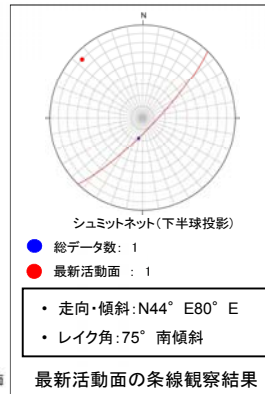 N
シュミットネット(下半球投影)
総データ数: 1
最新活動面 : 1
・ 走向・傾斜:N44° E80° E
・ レイク角:75° 南傾斜
最新活動面の条線観察結果